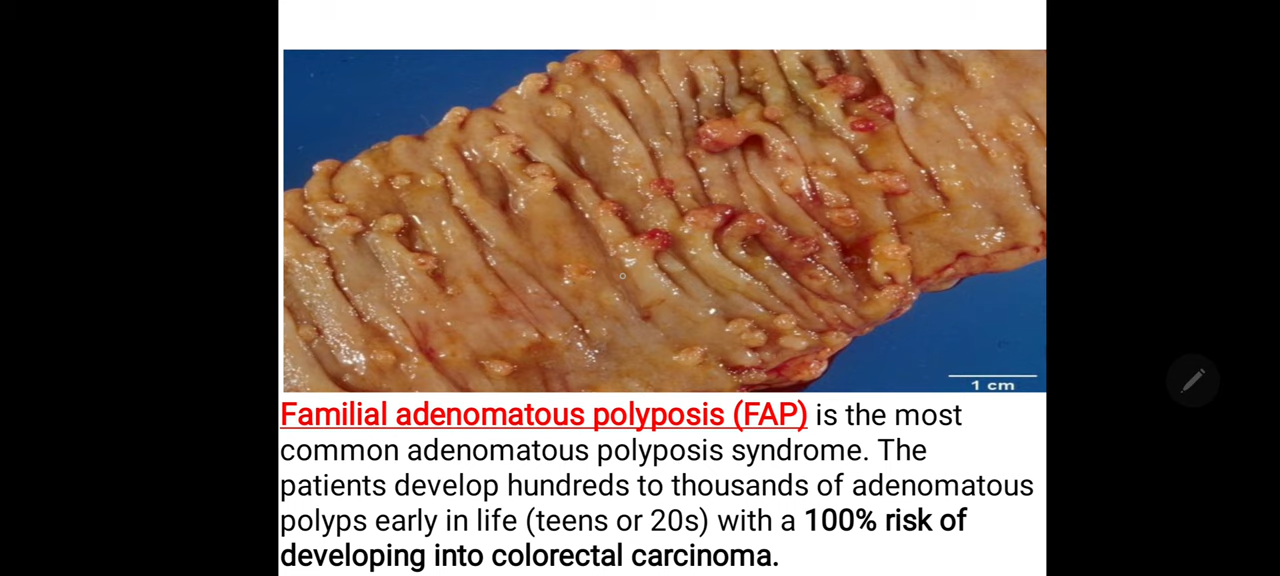 1 cm
Familial adenomatous polyposis (FAP) is the most
common adenomatous polyposis syndrome. The
patients develop hundreds to thousands of adenomatous
polyps early in life (teens or 20s) with a 100% risk of
developing into colorectal carcinoma.